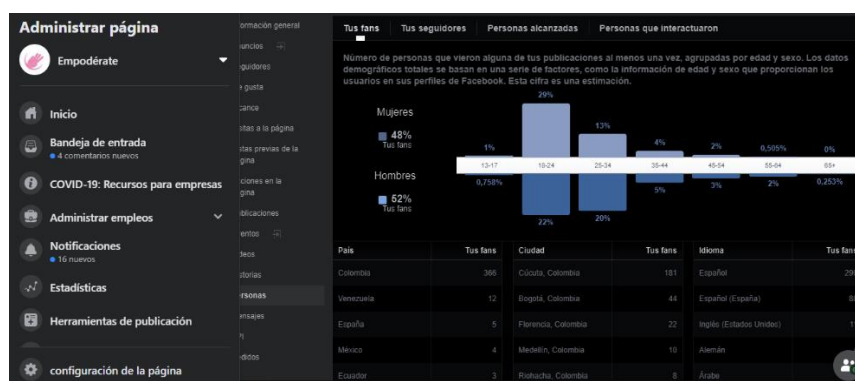 Administrar página
Empodérate
Inicio
Bandeja de entrada
4 comentarios nuevos
COVID-19: Recursos para empresas
Administrar empleos
Notificaciones
16 nuevos
Estadísticas
Herramientas de publicación
configuración de la página
ormación general
uncios
guidores
gusta
cance
sitas a la página
stas previas de la
gina
ciones en la
gina
blicaciones
entos
deos
storias
rsonas
ensajes
didos
Tus fans Tus seguidores Personas alcanzadas Personas que interactuaron
Número de personas que vieron alguna de tus publicaciones al menos una vez, agrupadas por edad y sexo. Los datos
demográficos totales se basan en una serie de factores, como la información de edad y sexo que proporcionan los
usuarios en sus perfiles de Facebook. Esta cifra es una estimación.
Mujeres
48%
Tus fans
1% 29% 13% 4% 2% 0,505% 0%
13-17 18-24 25-34 35-44 45-54 55-64 65+
Hombres
52%
Tus fans
0,758% 22% 20% 5% 3% 2% 0,253%
País Tus fans Ciudad Tus fans Idioma Tus fan
Colombia 366 Cúcuta, Colombia 181 Español
Venezuela 12 Bogotá, Colombia 44 Español (España)
España 5 Florencia, Colombia 22 Inglés (Estados Unidos)
México 4 Medellín, Colombia 10 Alemán
Ecuador 3 Riohacha, Colombia 8 Árabe